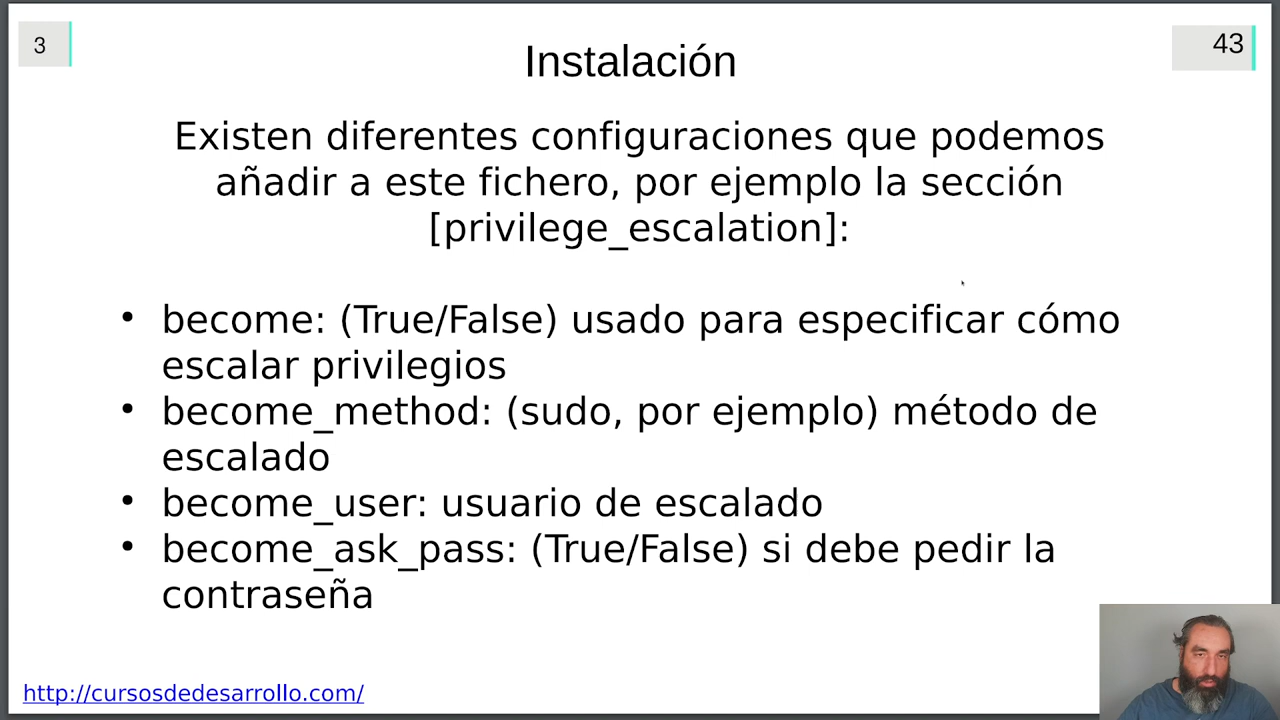 3
43
Instalación
Existen diferentes configuraciones que podemos
añadir a este fichero, por ejemplo la sección
[privilege_escalation]:
• become: (True/False) usado para especificar cómo
escalar privilegios
• become_method: (sudo, por ejemplo) método de
escalado
• become_user: usuario de escalado
• become_ask_pass: (True/False) si debe pedir la
contraseña
http://cursosdedesarrollo.com/